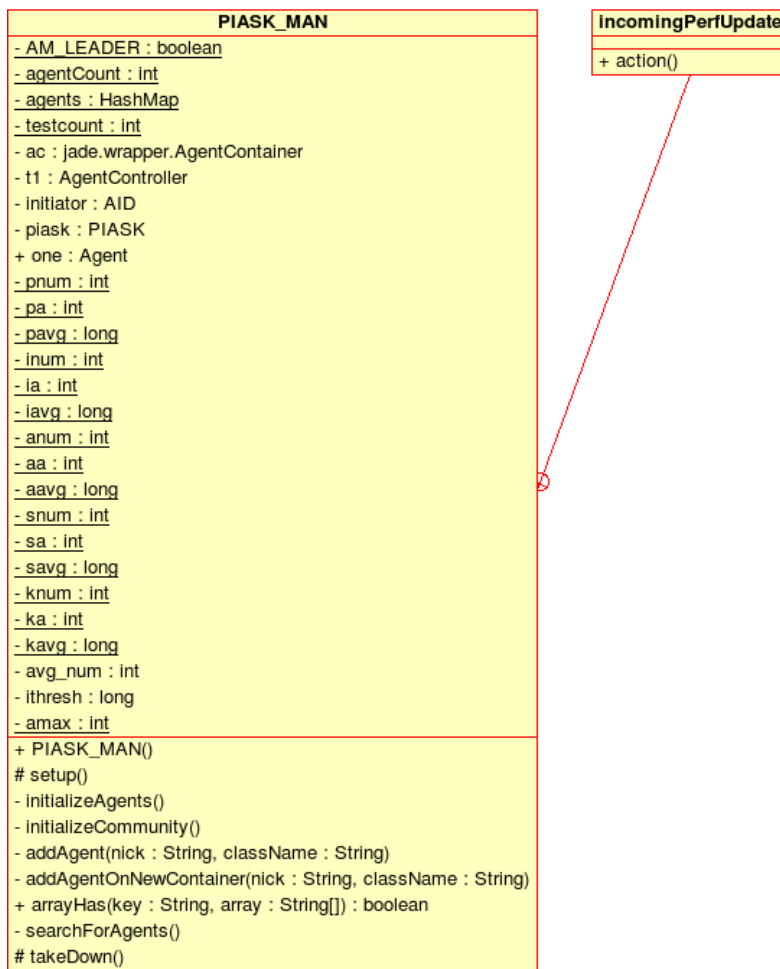 PIASK_MAN
- AM_LEADER : boolean
- agentCount : int
- agents : HashMap
- testcount : int
- ac : jade.wrapper.AgentContainer
- t1 : AgentController
- initiator : AID
- piask : PIASK
+ one : Agent
- pnum : int
- pa : int
- pavg : long
- inum : int
- ia : int
- iavg : long
- anum : int
- aa : int
- aavg : long
- snum : int
- sa : int
- savg : long
- knum : int
- ka : int
- kavg : long
- avg_num : int
- ithresh : long
- amax : int
+ PIASK_MAN()
# setup()
- initializeAgents()
- initializeCommunity()
- addAgent(nick : String, className : String)
- addAgentOnNewContainer(nick : String, className : String)
+ arrayHas(key : String, array : String[]) : boolean
- searchForAgents()
# takeDown()
incomingPerfUpdate
+ action()